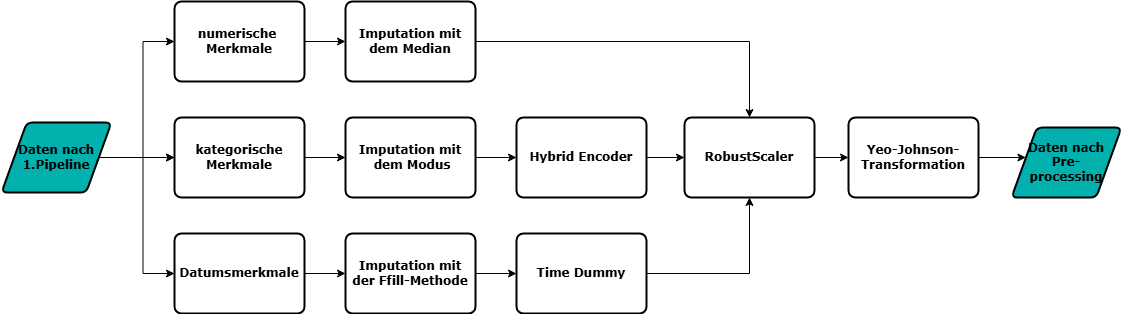 numerische
Merkmale
Imputation mit
dem Median
Daten nach
1.Pipeline
kategorische
Merkmale
Imputation mit
dem Modus
Hybrid Encoder
RobustScaler
Yeo-Johnson-
Transformation
Daten nach
Pre-
processing
Datumsmerkmale
Imputation mit
der Ffill-Methode
Time Dummy